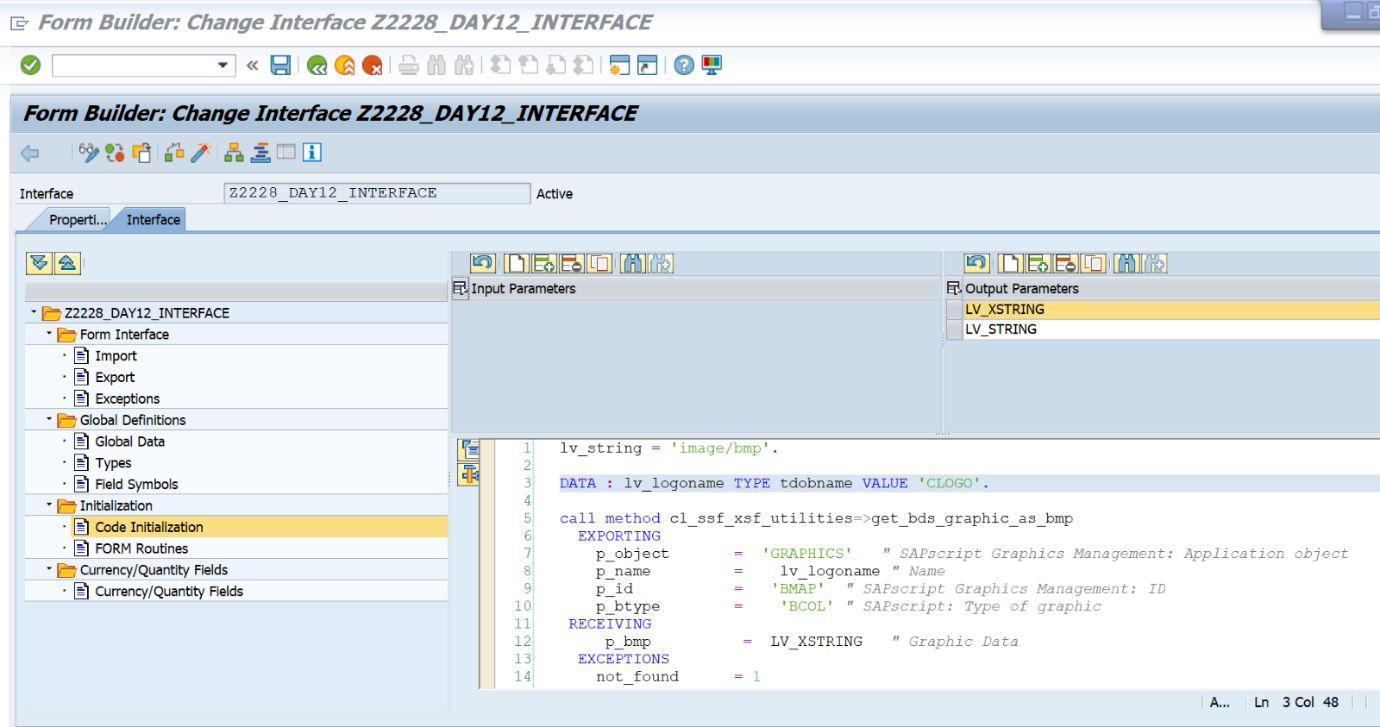 Form Builder: Change Interface Z2228_DAY12_INTERFACE
Form Builder: Change Interface Z2228_DAY12_INTERFACE
Interface Z2228_DAY12_INTERFACE Active
Properti... Interface
Z2228_DAY12_INTERFACE
Form Interface
Import
Export
Exceptions
Global Definitions
Global Data
Types
Field Symbols
Initialization
Code Initialization
FORM Routines
Currency/Quantity Fields
Currency/Quantity Fields
Input Parameters
Output Parameters
LV_XSTRING
LV_STRING
1 lv_string = 'image/bmp'.
2
3 DATA : lv_logoname TYPE tdobname VALUE 'CLOGO'.
4
5 call method cl_ssf_xsf_utilities=>get_bds_graphic_as_bmp
6 EXPORTING
7 p_object = 'GRAPHICS' " SAPscript Graphics Management: Application object
8 p_name = lv_logoname " Name
9 p_id = 'BMAP' " SAPscript Graphics Management: ID
10 p_btype = 'BCOL' " SAPscript: Type of graphic
11 RECEIVING
12 p_bmp = LV_XSTRING " Graphic Data
13 EXCEPTIONS
14 not_found = 1
A... Ln 3 Col 48